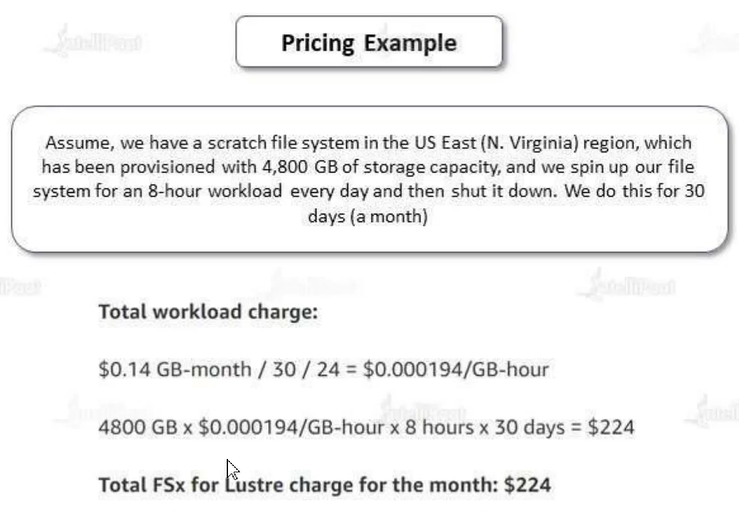 Pricing Example
Assume, we have a scratch file system in the US East (N. Virginia) region, which
has been provisioned with 4,800 GB of storage capacity, and we spin up our file
system for an 8-hour workload every day and then shut it down. We do this for 30
days (a month)
Total workload charge:
$0.14 GB-month / 30 / 24 = $0.000194/GB-hour
4800 GB x $0.000194/GB-hour x 8 hours x 30 days = $224
Total FSx for Lustre charge for the month: $224